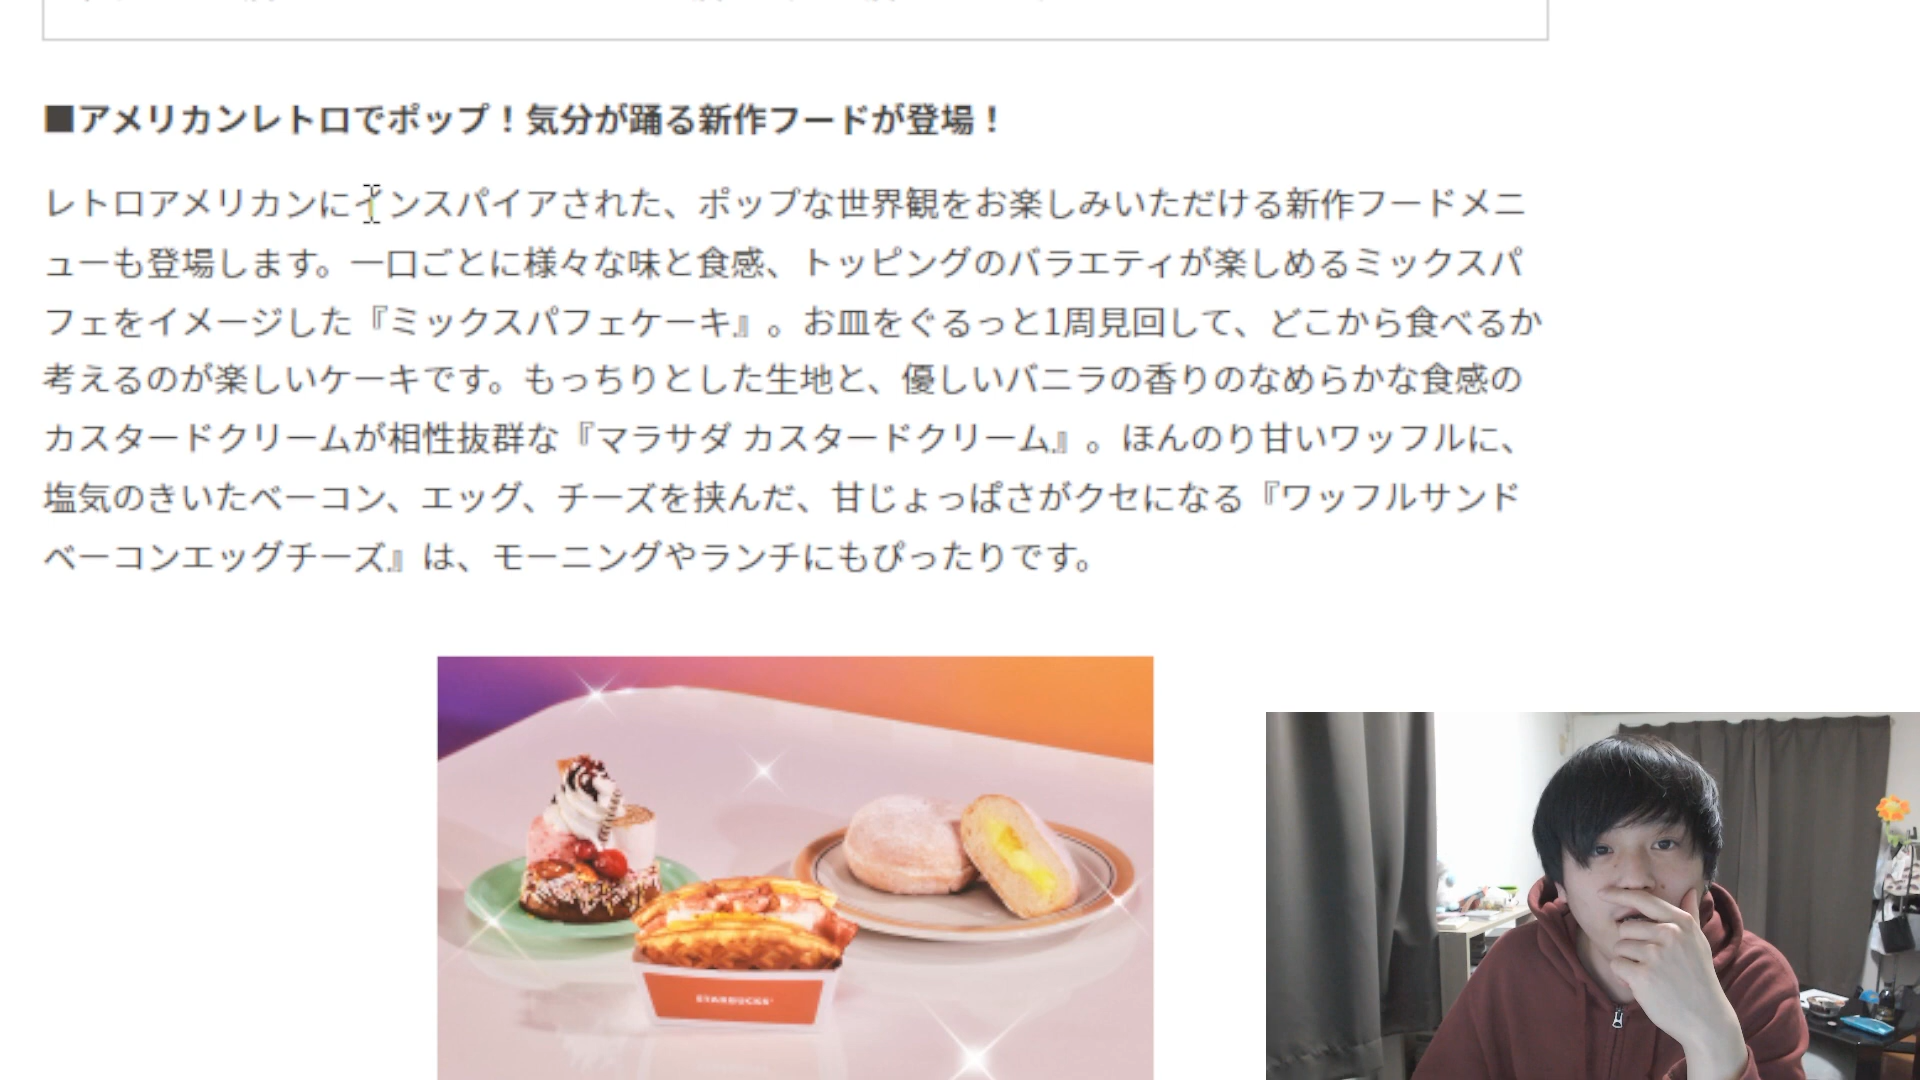 ■アメリカンレトロでポップ！気分が踊る新作フードが登場！
レトロアメリカンにインスパイアされた、ポップな世界観をお楽しみいただける新作フードメニ
ューも登場します。一口ごとに様々な味と食感、トッピングのバラエティが楽しめるミックスパ
フェをイメージした『ミックスパフェケーキ』。お皿をぐるっと1周見回して、どこから食べるか
考えるのが楽しいケーキです。もっちりとした生地と、優しいバニラの香りのなめらかな食感の
カスタードクリームが相性抜群な『マラサダ カスタードクリーム』。ほんのり甘いワッフルに、
塩気のきいたベーコン、エッグ、チーズを挟んだ、甘じょっぱさがクセになる『ワッフルサンド
ベーコンエッグチーズ』は、モーニングやランチにもぴったりです。
STARBUCKS